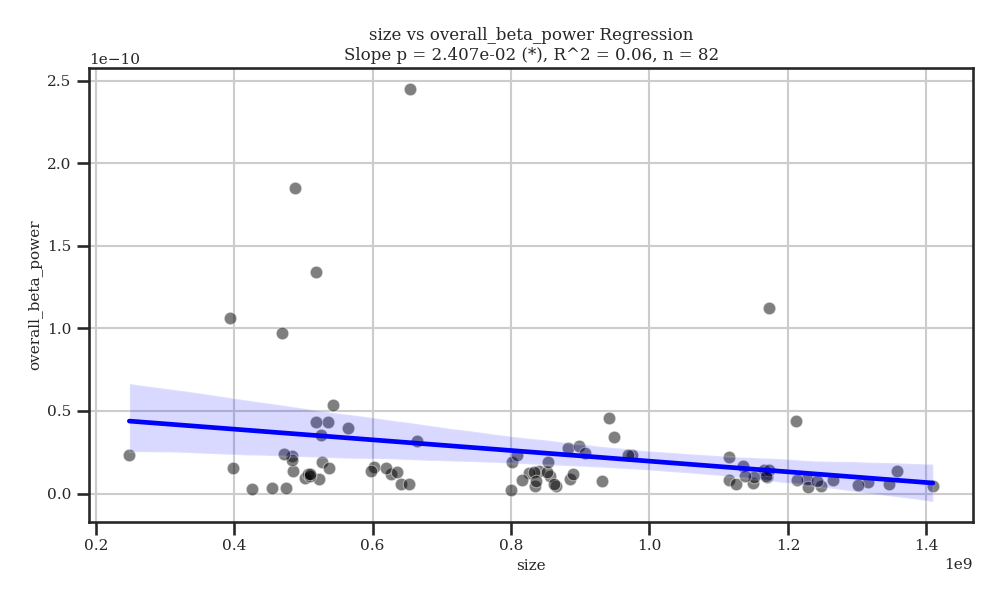 size vs overall_beta_power Regression
Slope p = 2.407e-02 (*), R^2 = 0.06, n = 82
1e−10
2.5
2.0
1.5
1.0
0.5
0.0
overall_beta_power
0.2 0.4 0.6 0.8 1.0 1.2 1.4
1e9
size